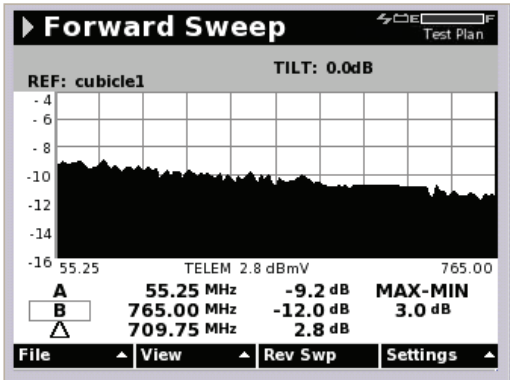 Forward Sweep
E F
Test Plan
TILT: 0.0dB
REF: cubicle1
- 4
- 6
- 8
-10
-12
-14
-16
55.25 TELEM 2.8 dBmV 765.00
A 55.25 MHz -9.2 dB MAX-MIN
B 765.00 MHz -12.0 dB 3.0 dB
△ 709.75 MHz 2.8 dB
File View Rev Swp Settings